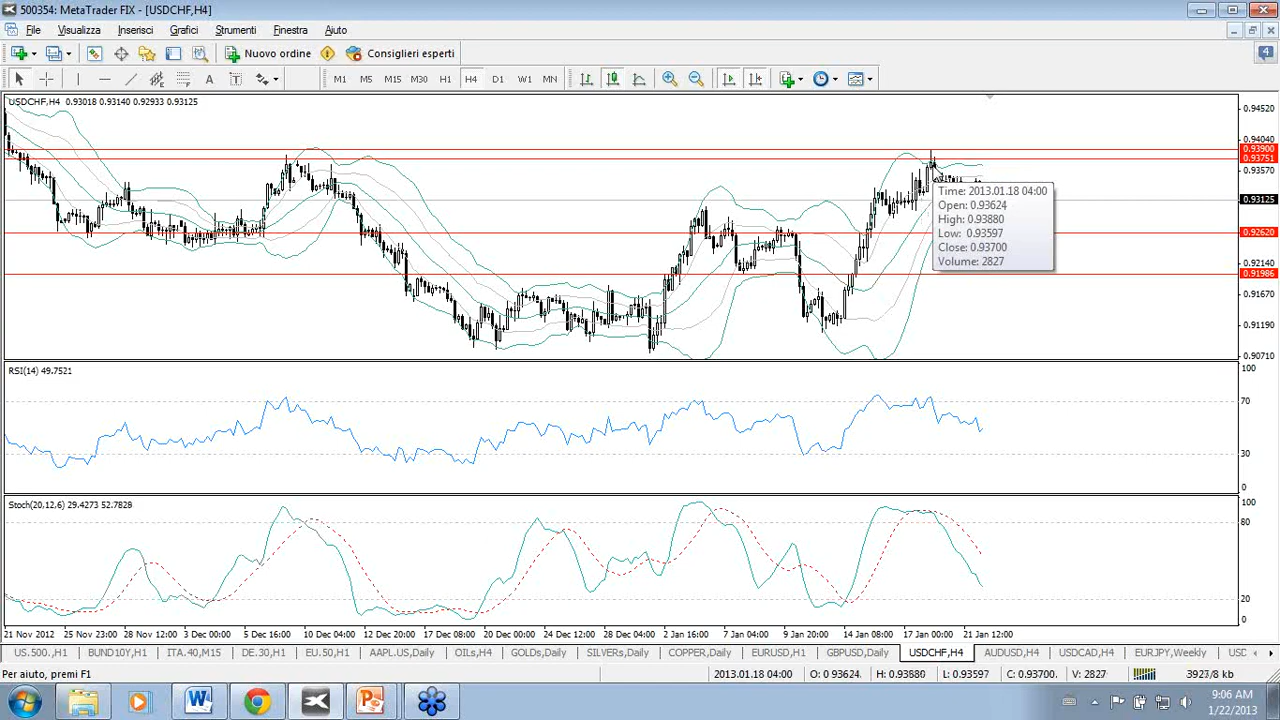 500354: MetaTrader FIX - [USDCHF,H4]
File Visualizza Inserisci Grafici Strumenti Finestra Aiuto
Nuovo ordine Consiglieri esperti 4
A T M1 M5 M15 M30 H1 H4 D1 W1 MN
USDCHF,H4 0.93018 0.93140 0.92933 0.93125
0.94520
0.94040
0.93900
0.93751
0.93570
0.93125
0.92620
0.92140
0.91986
0.91670
0.91190
0.90710
Time: 2013.01.18 04:00
Open: 0.93624
High: 0.93880
Low: 0.93597
Close: 0.93700
Volume: 2827
RSI(14) 49.7521
100
70
30
0
Stoch(20,12,6) 29.4273 52.7828
100
80
20
0
21 Nov 2012 25 Nov 23:00 28 Nov 12:00 3 Dec 00:00 5 Dec 16:00 10 Dec 04:00 12 Dec 20:00 17 Dec 08:00 20 Dec 00:00 24 Dec 12:00 28 Dec 04:00 2 Jan 16:00 7 Jan 04:00 9 Jan 20:00 14 Jan 08:00 17 Jan 00:00 21 Jan 12:00
US.500.,H1 BUND10Y,H1 ITA.40,M15 DE.30,H1 EU.50,H1 AAPL.US,Daily OILs,H4 GOLDs,Daily SILVERs,Daily COPPER,Daily EURUSD,H1 GBPUSD,Daily USDCHF,H4 AUDUSD,H4 USDCAD,H4 EURJPY,Weekly USD
Per aiuto, premi F1 2013.01.18 04:00 O: 0.93624 H: 0.93880 L: 0.93597 C: 0.93700. V: 2827 3923/8 kb
9:06 AM
1/22/2013